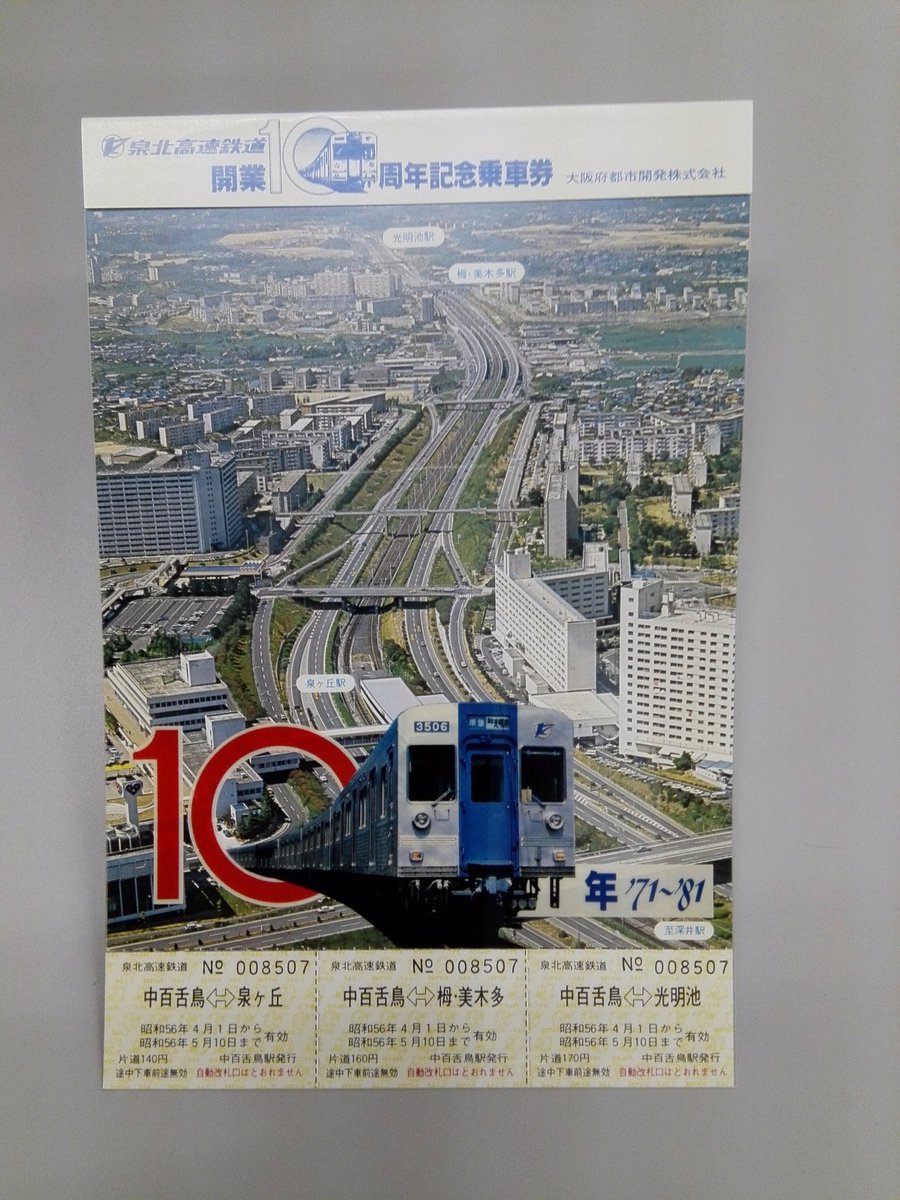 泉北高速鉄道
開業10周年記念乗車券 大阪府都市開発株式会社
光明池駅
栂・美木多駅
泉ヶ丘駅
3506
準急
10年 '71~'81
至深井駅
泉北高速鉄道 No 008507
中百舌鳥⇔泉ヶ丘
昭和56年4月1日から
昭和56年5月10日まで有効
片道140円 中百舌鳥駅発行
途中下車前途無効 自動改札口はとおれません
泉北高速鉄道 No 008507
中百舌鳥⇔栂・美木多
昭和56年4月1日から
昭和56年5月10日まで有効
片道160円 中百舌鳥駅発行
途中下車前途無効 自動改札口はとおれません
泉北高速鉄道 No 008507
中百舌鳥⇔光明池
昭和56年4月1日から
昭和56年5月10日まで有効
片道170円 中百舌鳥駅発行
途中下車前途無効 自動改札口はとおれません